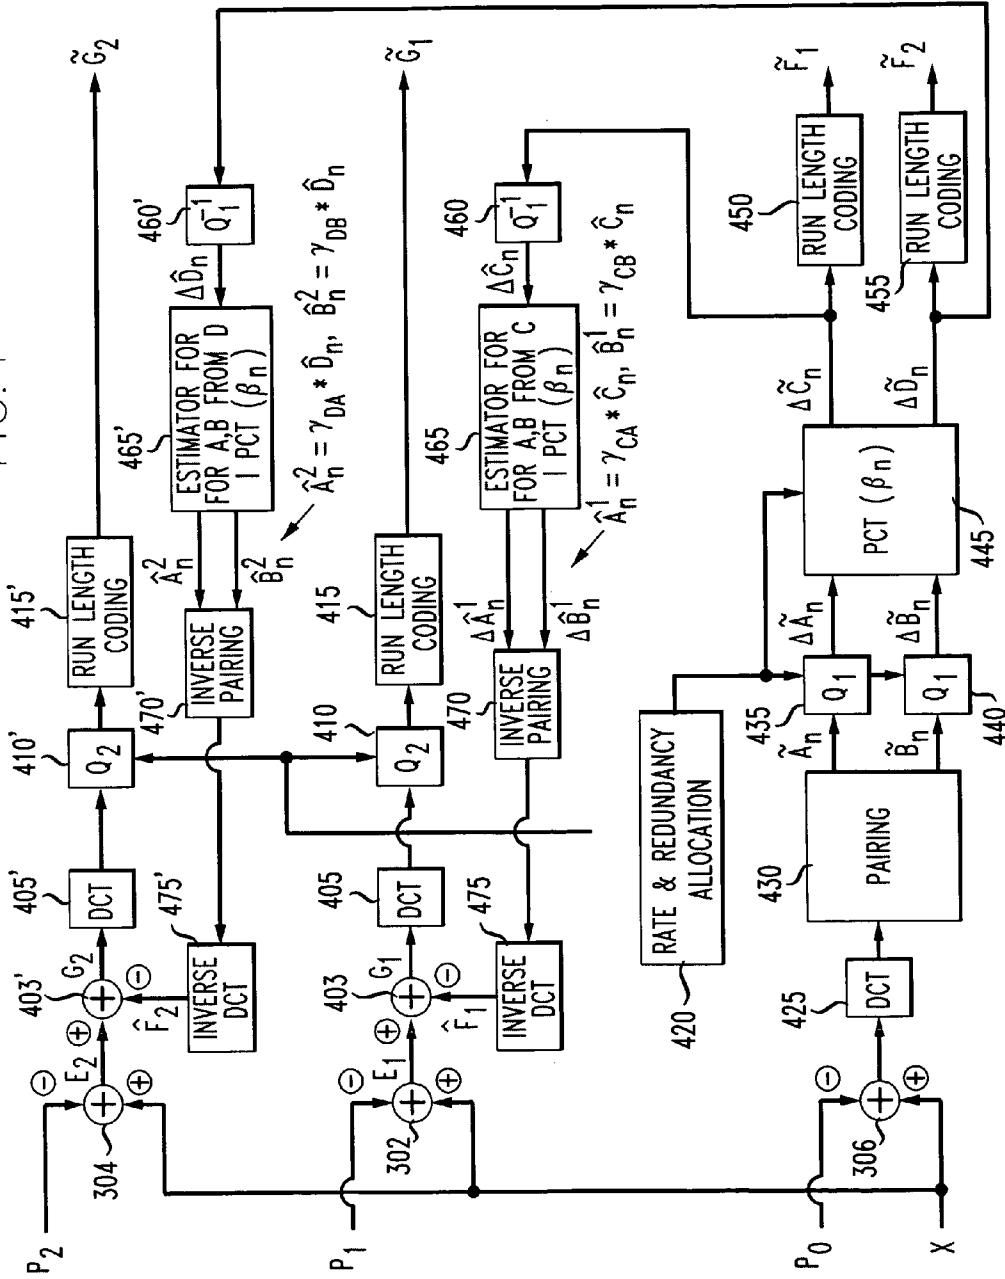 P2
304
E2
403'
G2
F̂2
405'
DCT
475'
INVERSE DCT
410'
Q2
415'
RUN LENGTH CODING
G̃2
470'
INVERSE PAIRING
Â²n
B̂²n
465'
ESTIMATOR FOR
FOR A,B FROM D
I PCT (βn)
ΔD̂n
460'
Q1⁻¹
Â²n = γDA * D̂n, B̂²n = γDB * D̂n
P1
302
E1
403
G1
F̂1
405
DCT
475
INVERSE DCT
410
Q2
415
RUN LENGTH CODING
G̃1
470
INVERSE PAIRING
ΔÂ¹n
ΔB̂¹n
465
ESTIMATOR FOR
FOR A,B FROM C
I PCT (βn)
ΔĈn
460
Q1⁻¹
Â¹n = γCA * Ĉn, B̂¹n = γCB * Ĉn
420
RATE & REDUNDANCY
ALLOCATION
P0
X
306
425
DCT
430
PAIRING
Ãn
B̃n
435
Q1
440
Q1
ΔÃn
ΔB̃n
PCT (βn)
445
ΔC̃n
ΔD̃n
450
RUN LENGTH CODING
F̃1
455
RUN LENGTH CODING
F̃2